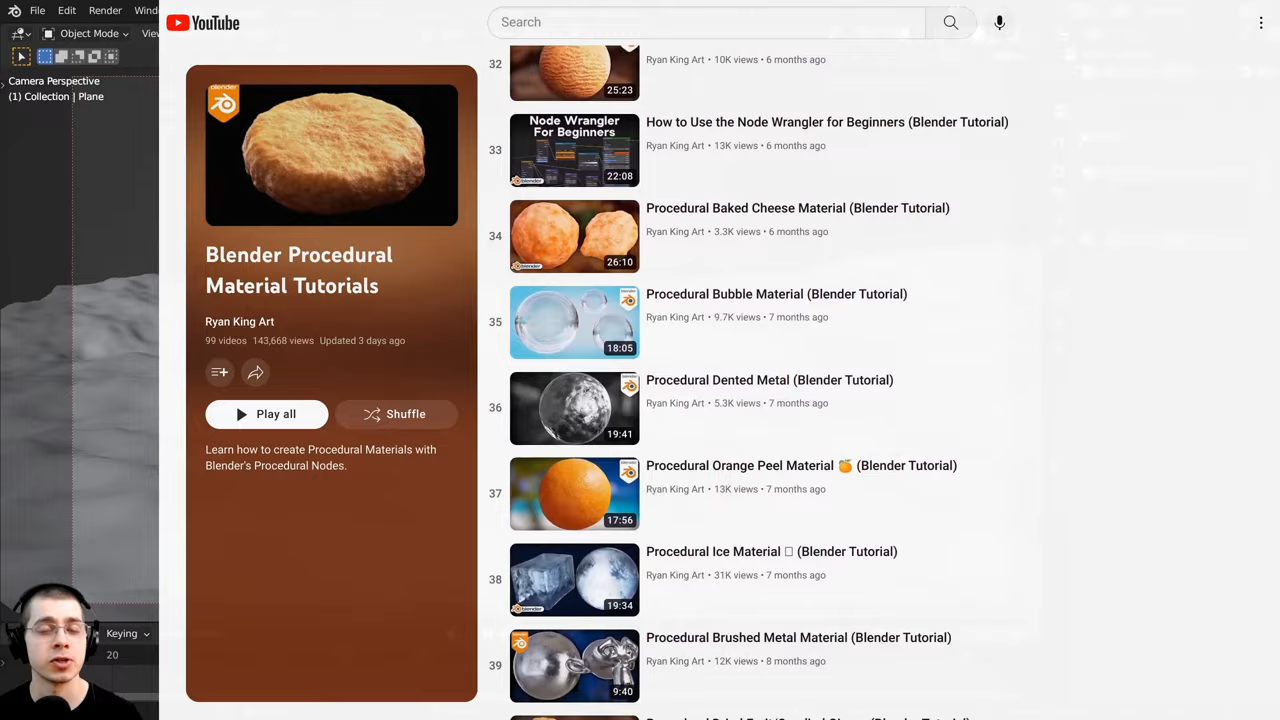 File Edit Render Wind
Object Mode Vie
Camera Perspective
(1) Collection | Plane
Keying
20
YouTube
Search
blender
Blender Procedural
Material Tutorials
Ryan King Art
99 videos 143,668 views Updated 3 days ago
Play all
Shuffle
Learn how to create Procedural Materials with
Blender's Procedural Nodes.
32
25:23
Ryan King Art • 10K views • 6 months ago
33
Node Wrangler
For Beginners
blender
22:08
How to Use the Node Wrangler for Beginners (Blender Tutorial)
Ryan King Art • 13K views • 6 months ago
34
blender
26:10
Procedural Baked Cheese Material (Blender Tutorial)
Ryan King Art • 3.3K views • 6 months ago
35
blender
18:05
Procedural Bubble Material (Blender Tutorial)
Ryan King Art • 9.7K views • 7 months ago
36
blender
19:41
Procedural Dented Metal (Blender Tutorial)
Ryan King Art • 5.3K views • 7 months ago
37
blender
17:56
Procedural Orange Peel Material 🍊 (Blender Tutorial)
Ryan King Art • 13K views • 7 months ago
38
blender
19:34
Procedural Ice Material (Blender Tutorial)
Ryan King Art • 31K views • 7 months ago
39
blender
9:40
Procedural Brushed Metal Material (Blender Tutorial)
Ryan King Art • 12K views • 8 months ago